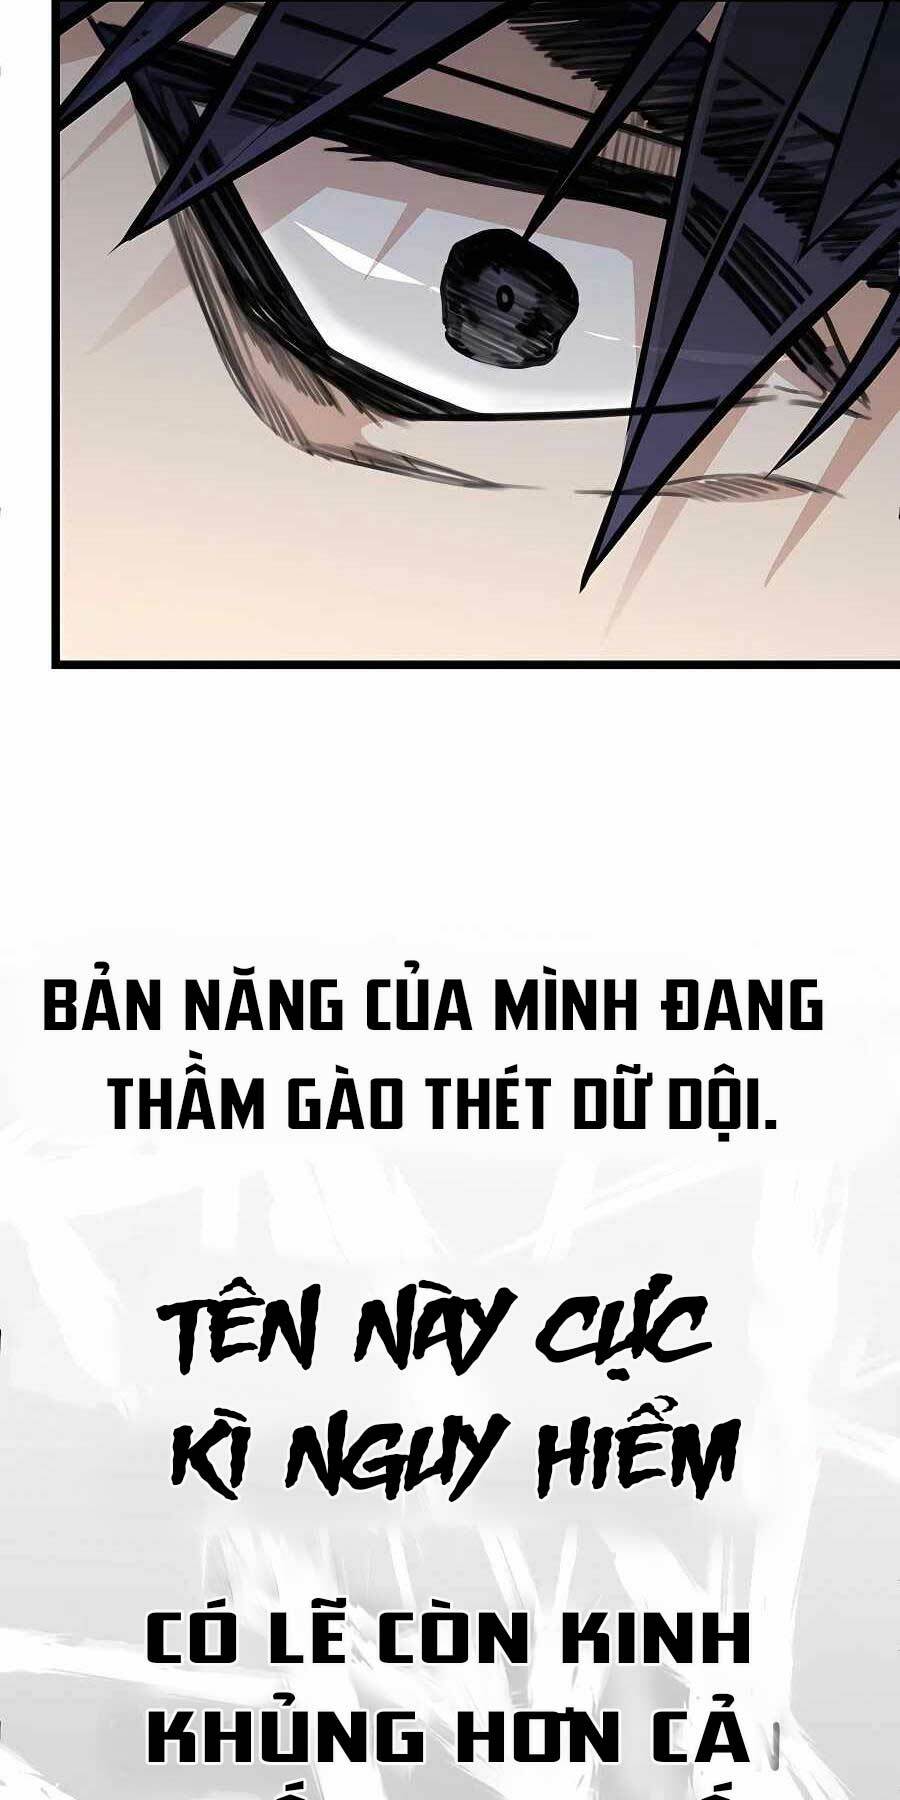 BẢN NĂNG CỦA MÌNH ĐANG
THẦM GÀO THÉT DỮ DỘI.
TÊN NÀY CỰC
KÌ NGUY HIỂM
CÓ LẼ CÒN KINH
KHỦNG HƠN CẢ